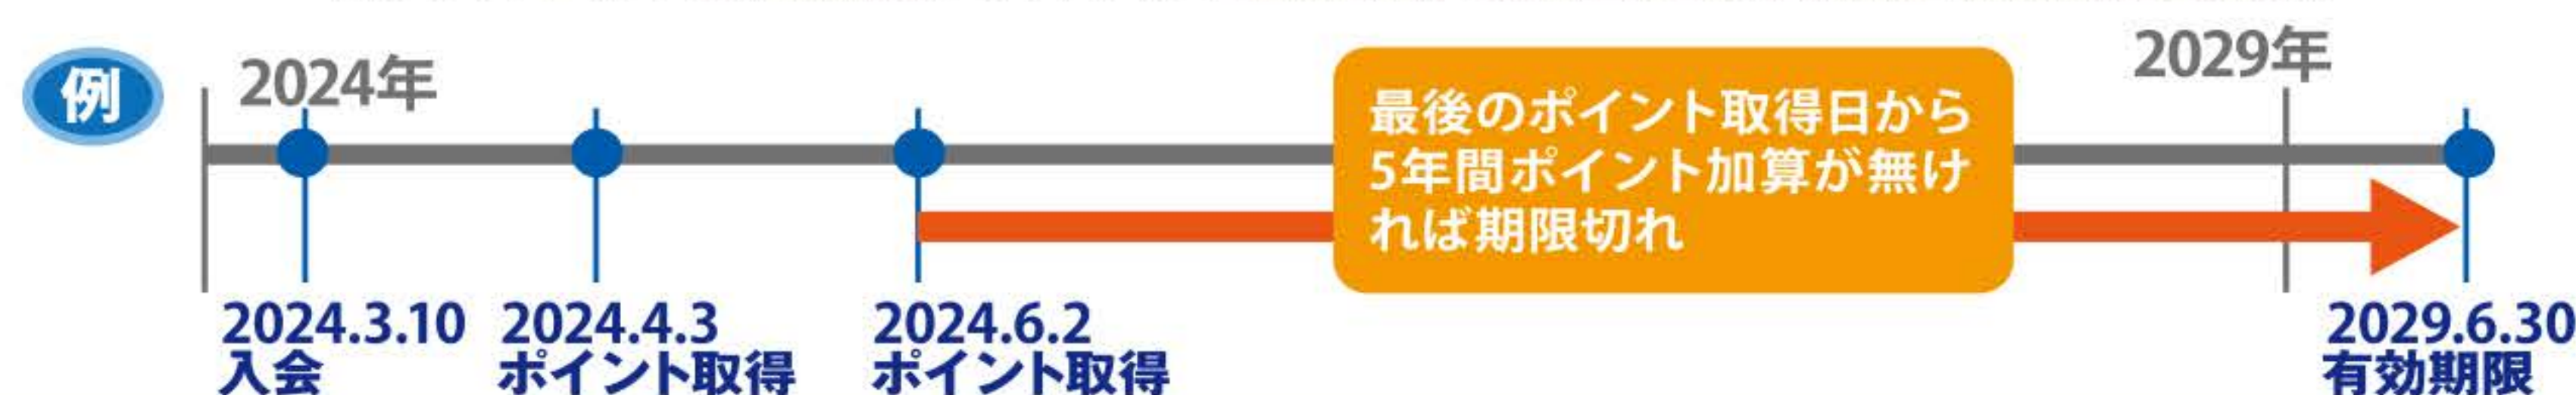 例
2024年
2029年
最後のポイント取得日から
5年間ポイント加算が無け
れば期限切れ
2024.3.10
入会
2024.4.3
ポイント取得
2024.6.2
ポイント取得
2029.6.30
有効期限